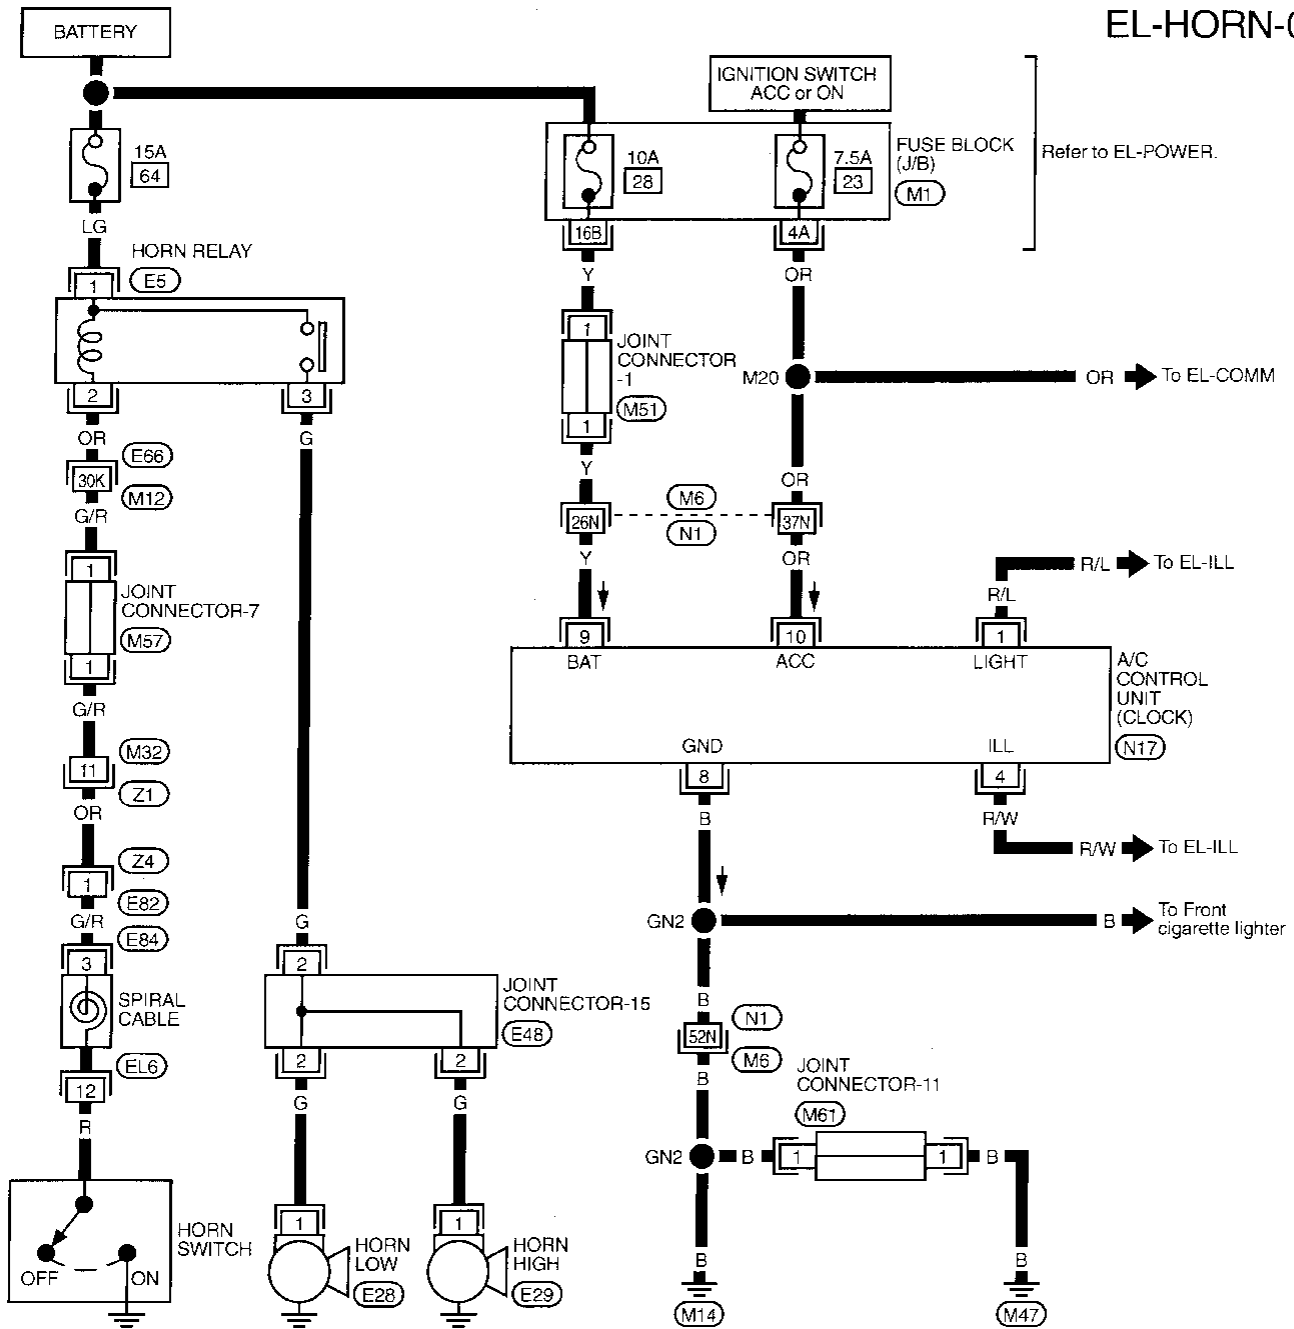 EL-HORN-0
BATTERY
IGNITION SWITCH
ACC or ON
15A
64
10A
28
7.5A
23
FUSE BLOCK
(J/B)
M1
Refer to EL-POWER.
LG
16B
4A
HORN RELAY
E5
1
Y
OR
1
JOINT
CONNECTOR
-1
M51
1
M20
OR
To EL-COMM
2
3
OR
G
E66
30K
M12
G/R
Y
OR
26N
M6
N1
37N
Y
OR
1
JOINT
CONNECTOR-7
M57
1
R/L
To EL-ILL
R/L
9
10
1
BAT
ACC
LIGHT
A/C
CONTROL
UNIT
(CLOCK)
N17
GND
ILL
8
4
G/R
M32
11
Z1
OR
B
R/W
R/W
To EL-ILL
Z4
1
E82
G/R
E84
G
GN2
B
To Front
cigarette lighter
3
SPIRAL
CABLE
EL6
12
R
2
JOINT
CONNECTOR-15
E48
2
2
G
G
B
N1
52N
M6
B
JOINT
CONNECTOR-11
M61
GN2
B
1
1
B
HORN
SWITCH
OFF
ON
1
HORN
LOW
E28
1
HORN
HIGH
E29
B
M14
B
M47